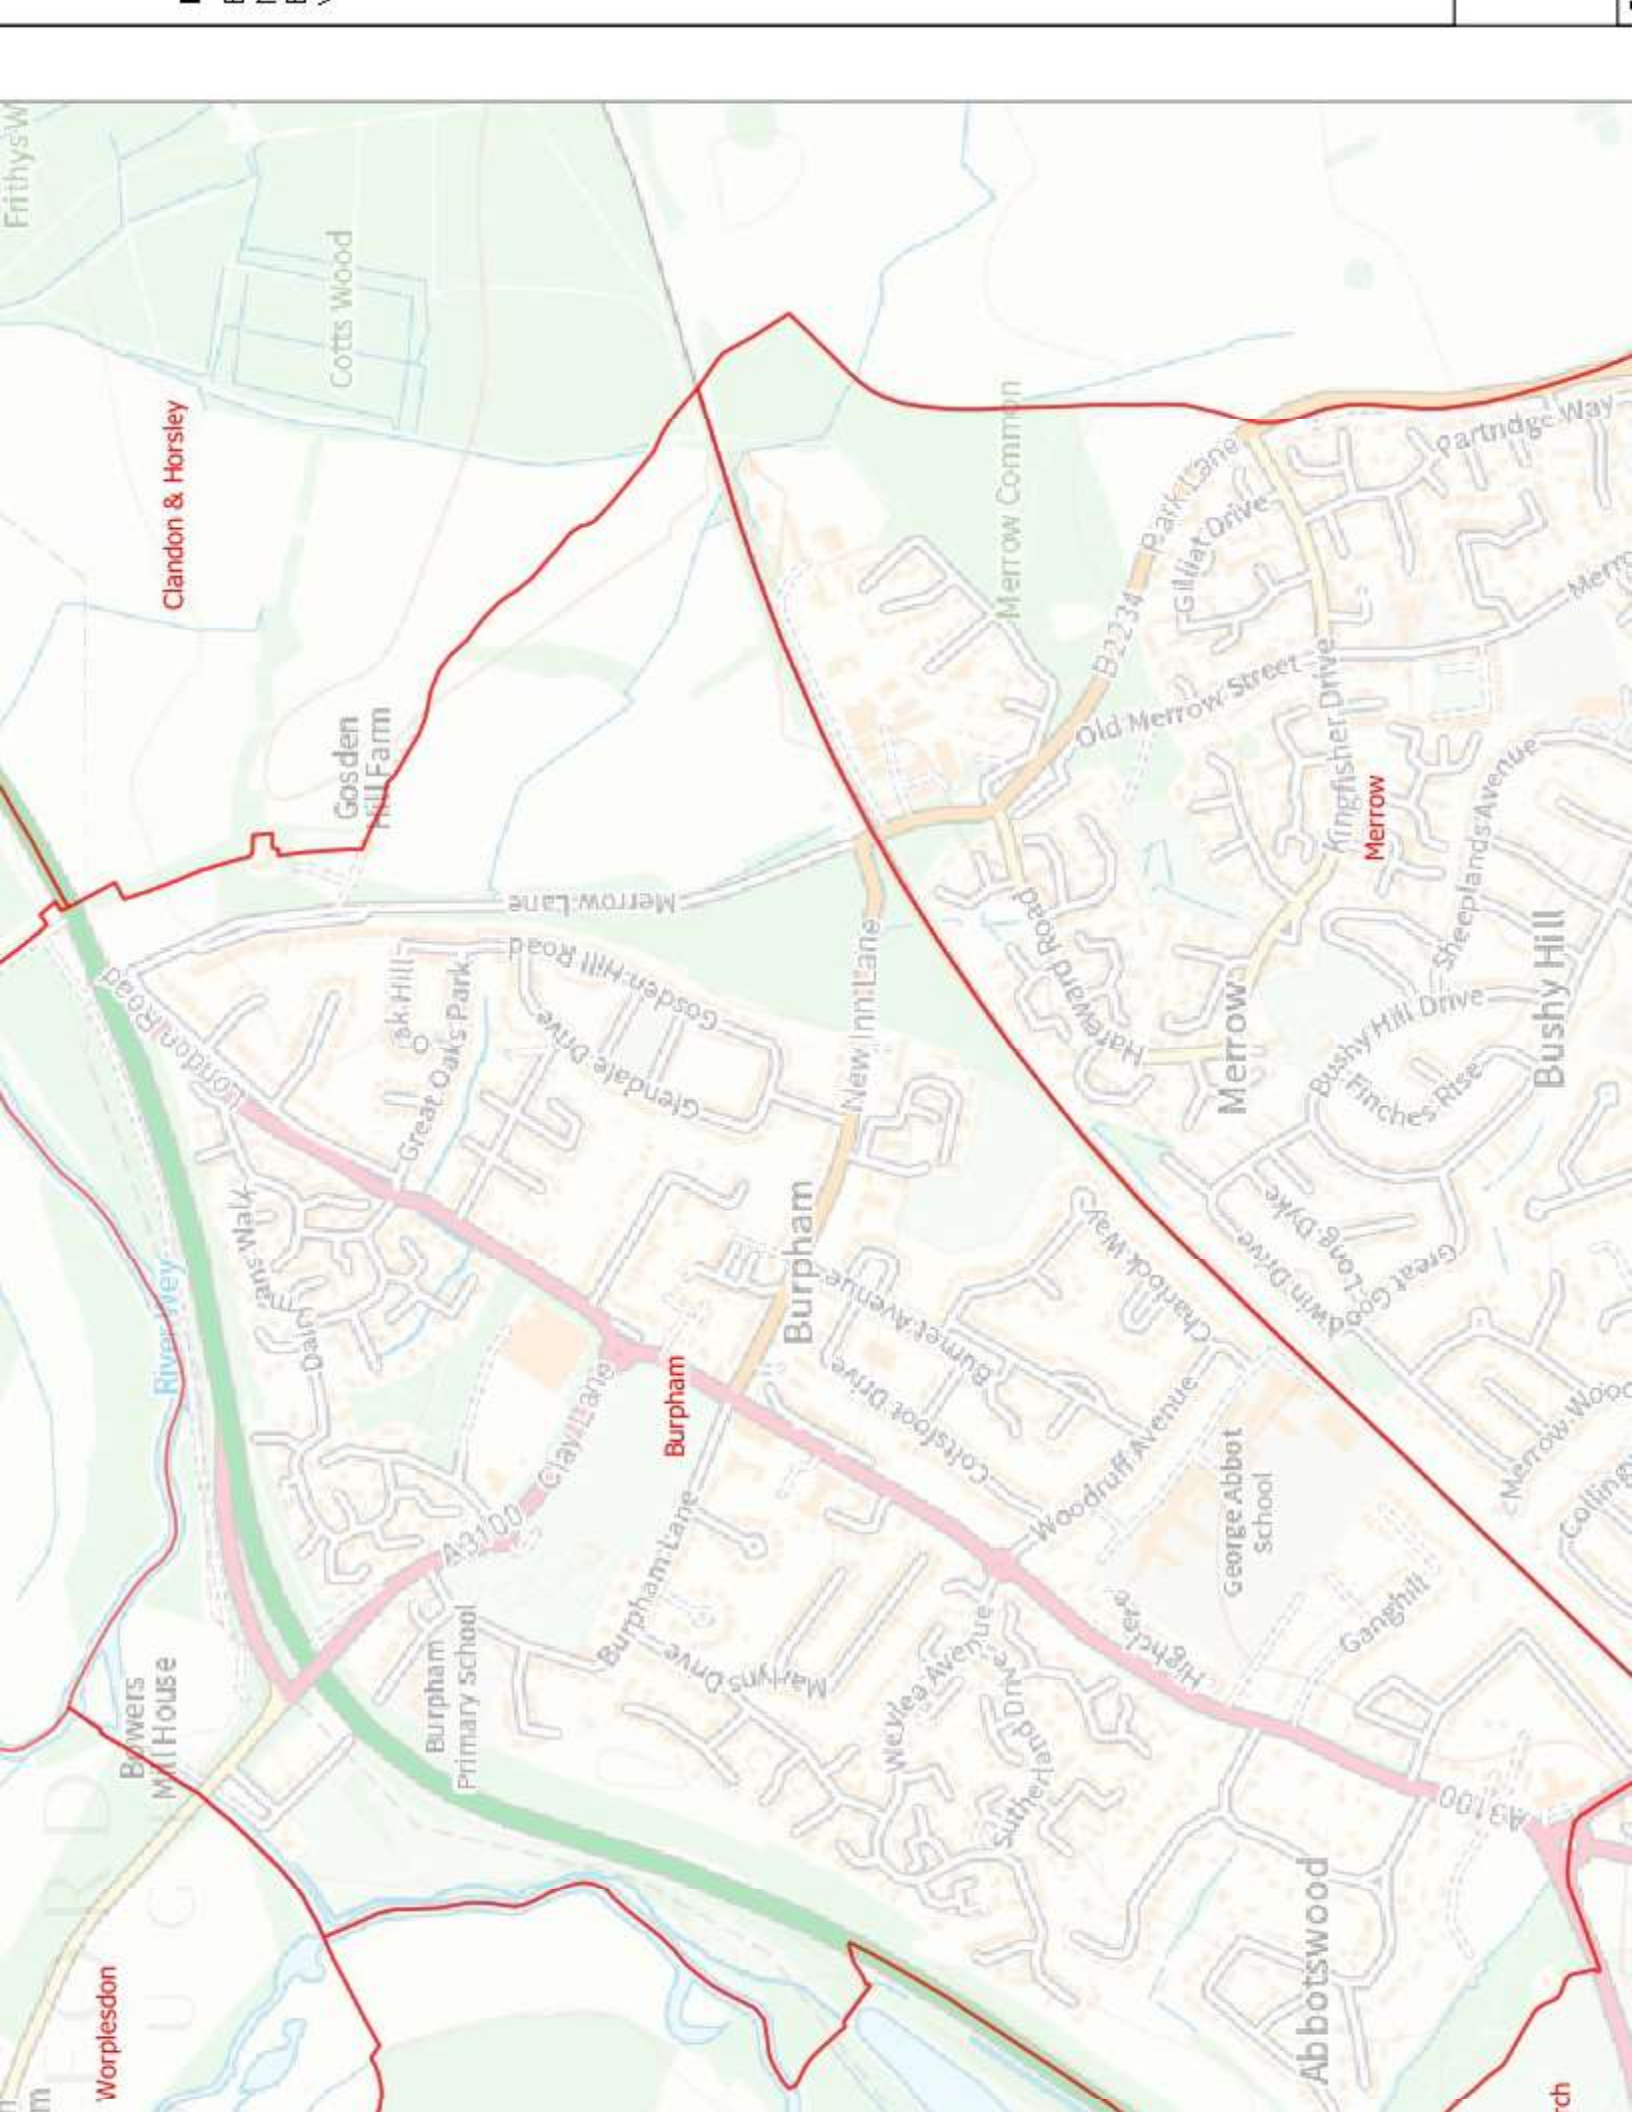 Frithys W
Cotts Wood
Clandon & Horsley
Gosden
Hill Farm
Merrow Common
Partridge Way
Park Lane
Gilliat Drive
B2234
Old Merrow Street
Kingfisher Drive
Merrow
Sheeplands Avenue
Merrow Lane
New Inn Lane
Gosden Hill Road
Glendale Drive
Great Oaks Park
London Road
River Wey
Burpham
Burpham
Hareward Road
Merrow
Bushy Hill
Bushy Hill Drive
Finches Rise
Long Dyke
Great Goodwin Drive
Charlock Way
Burnet Avenue
Coltsfoot Drive
Woodruff Avenue
George Abbot
School
Clay Lane
A3100
Burpham Lane
Burpham
Primary School
Bowers
Mill House
Marlyns Drive
Weylea Avenue
Sutherland Drive
Highclere
Ganghill
A3100
Abbotswood
Worplesdon
rch